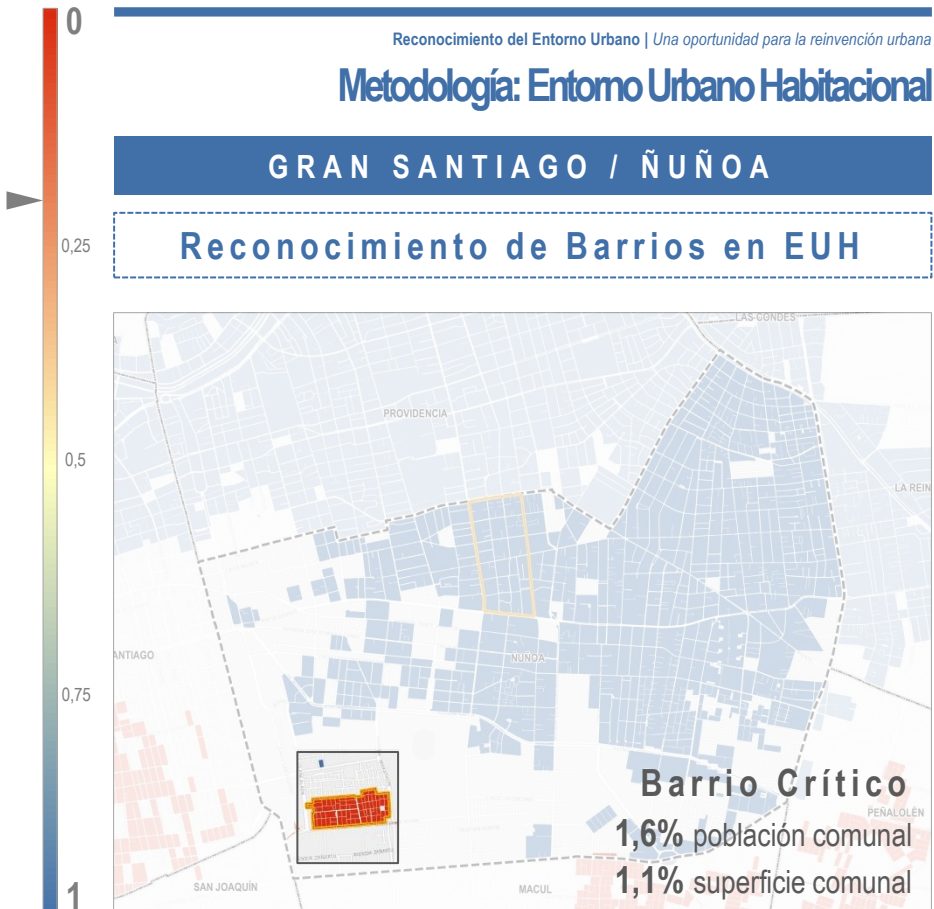 0
Reconocimiento del Entorno Urbano | Una oportunidad para la reinvención urbana
Metodología: Entorno Urbano Habitacional
GRAN SANTIAGO / ÑUÑOA
0,25
Reconocimiento de Barrios en EUH
LAS CONDES
PROVIDENCIA
0,5
LA REIN
ANTIAGO
ÑUÑOA
0,75
Barrio Crítico
PEÑALOLÉN
1,6% población comunal
1,1% superficie comunal
SAN JOAQUÍN
MACUL
1